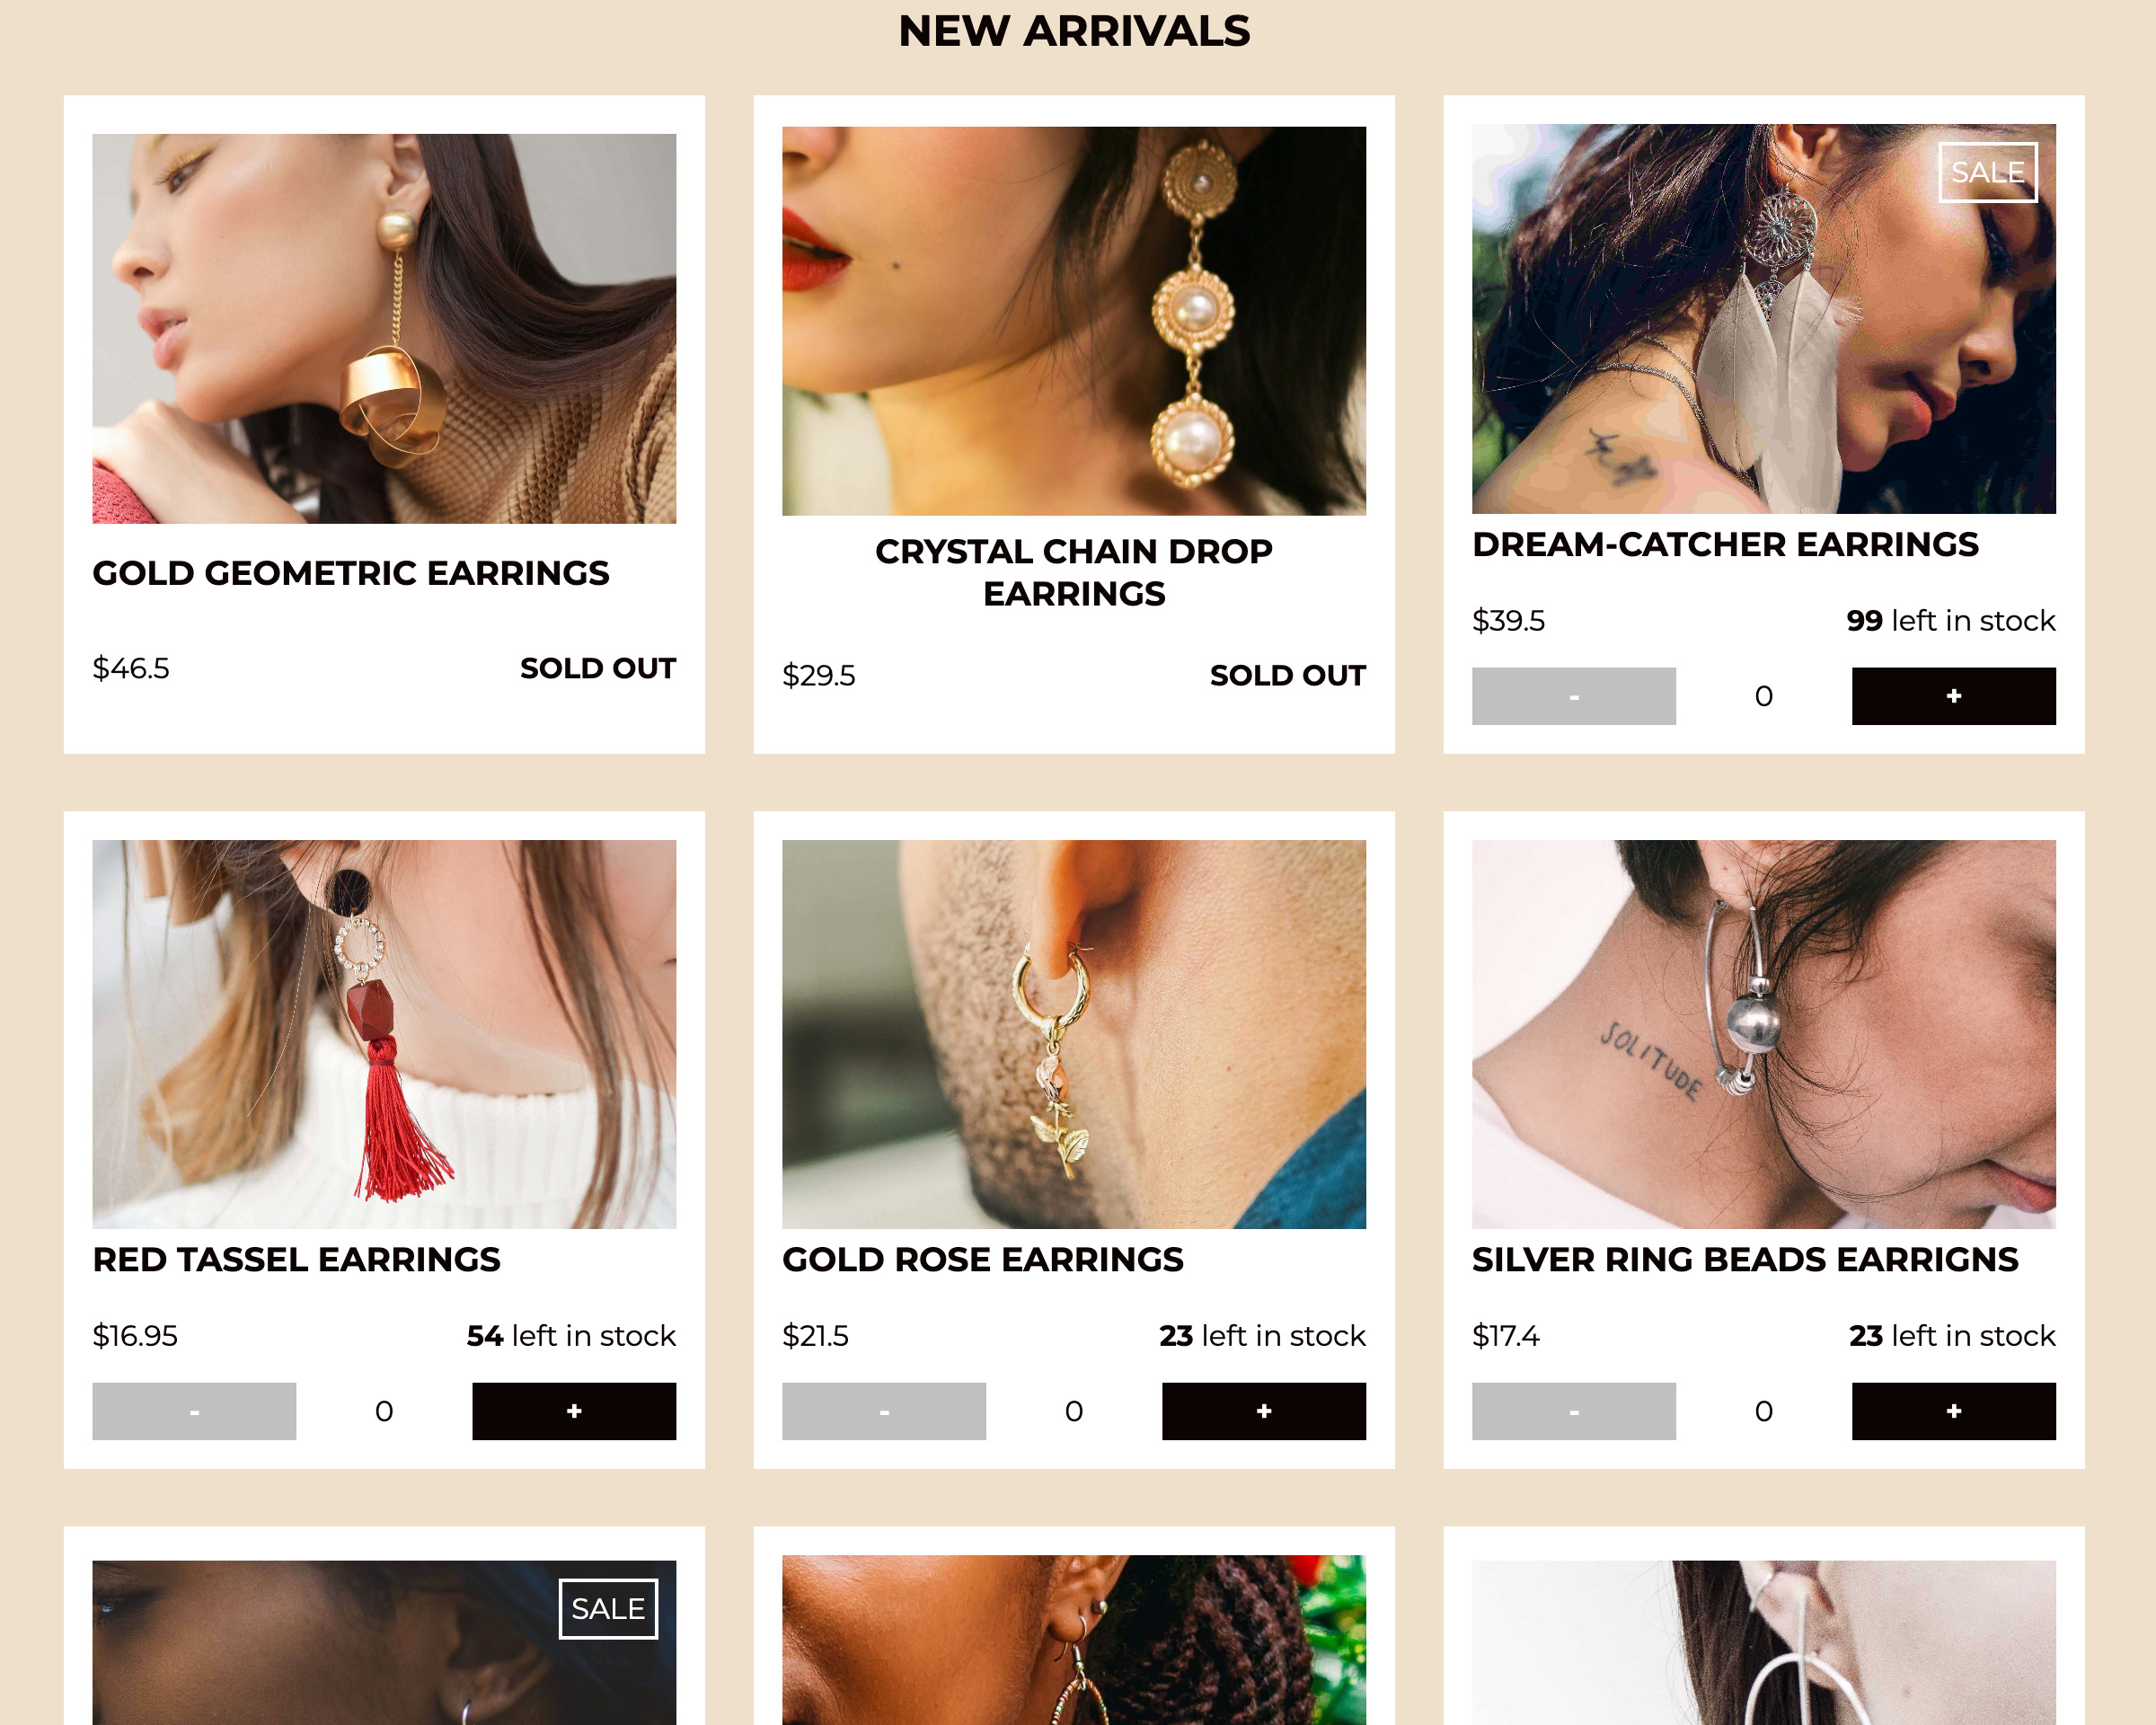 NEW ARRIVALS
GOLD GEOMETRIC EARRINGS
$46.5 SOLD OUT
CRYSTAL CHAIN DROP
EARRINGS
$29.5 SOLD OUT
SALE
DREAM-CATCHER EARRINGS
$39.5 99 left in stock
- 0 +
RED TASSEL EARRINGS
$16.95 54 left in stock
- 0 +
GOLD ROSE EARRINGS
$21.5 23 left in stock
- 0 +
SOLITUDE
SILVER RING BEADS EARRIGNS
$17.4 23 left in stock
- 0 +
SALE